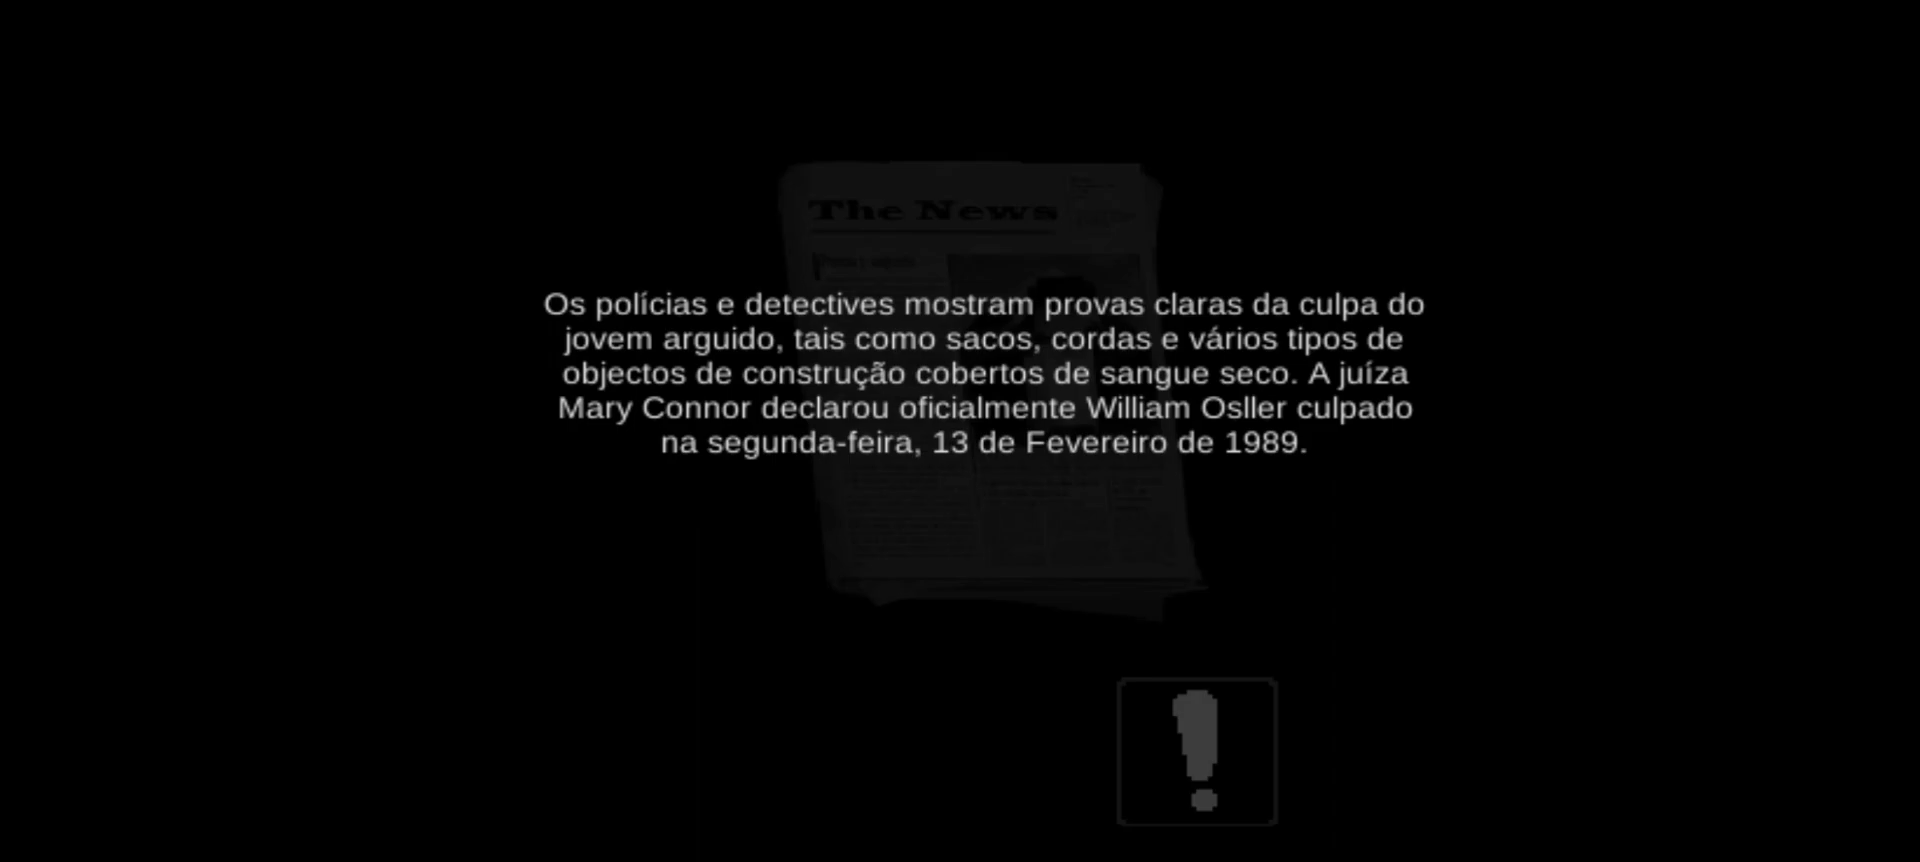 The News
Os polícias e detectives mostram provas claras da culpa do
jovem arguido, tais como sacos, cordas e vários tipos de
objectos de construção cobertos de sangue seco. A juíza
Mary Connor declarou oficialmente William Osller culpado
na segunda-feira, 13 de Fevereiro de 1989.
!